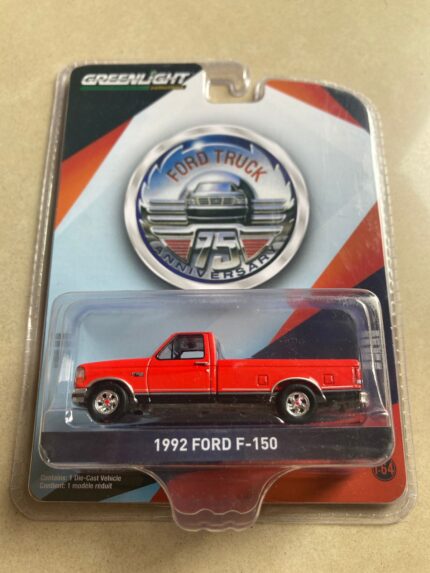 GREENLIGHT
FORD TRUCK
75
ANNIVERSARY
1992 FORD F-150
Contains: 1 Die-Cast Vehicle
Contient: 1 modèle réduit
1:64